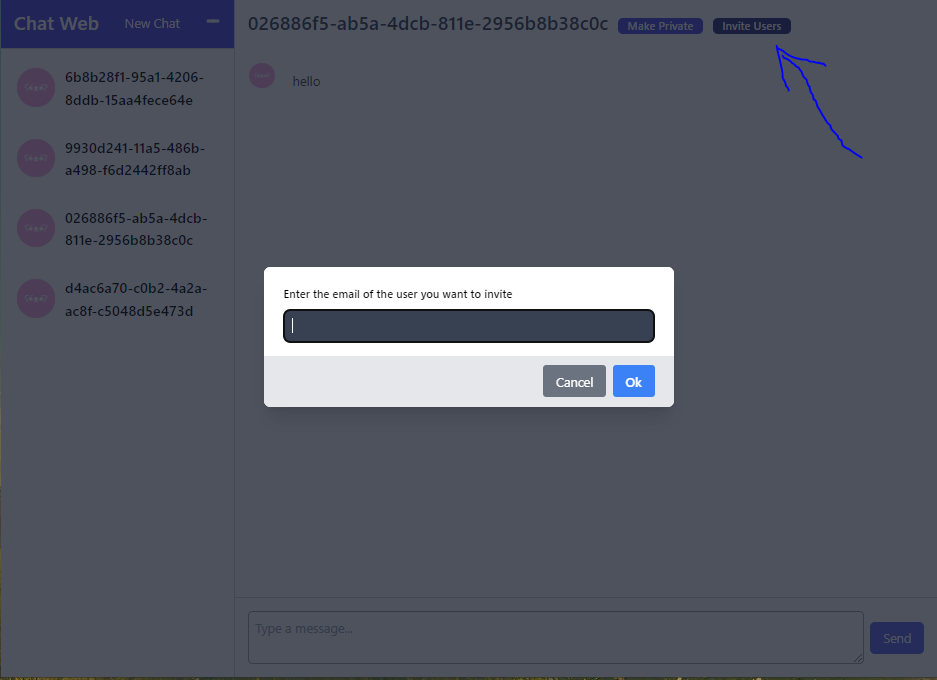 Chat Web
New Chat
026886f5-ab5a-4dcb-811e-2956b8b38c0c
Make Private
Invite Users
6b8b28f1-95a1-4206-
8ddb-15aa4fece64e
9930d241-11a5-486b-
a498-f6d2442ff8ab
026886f5-ab5a-4dcb-
811e-2956b8b38c0c
d4ac6a70-c0b2-4a2a-
ac8f-c5048d5e473d
hello
Enter the email of the user you want to invite
Cancel
Ok
Type a message...
Send